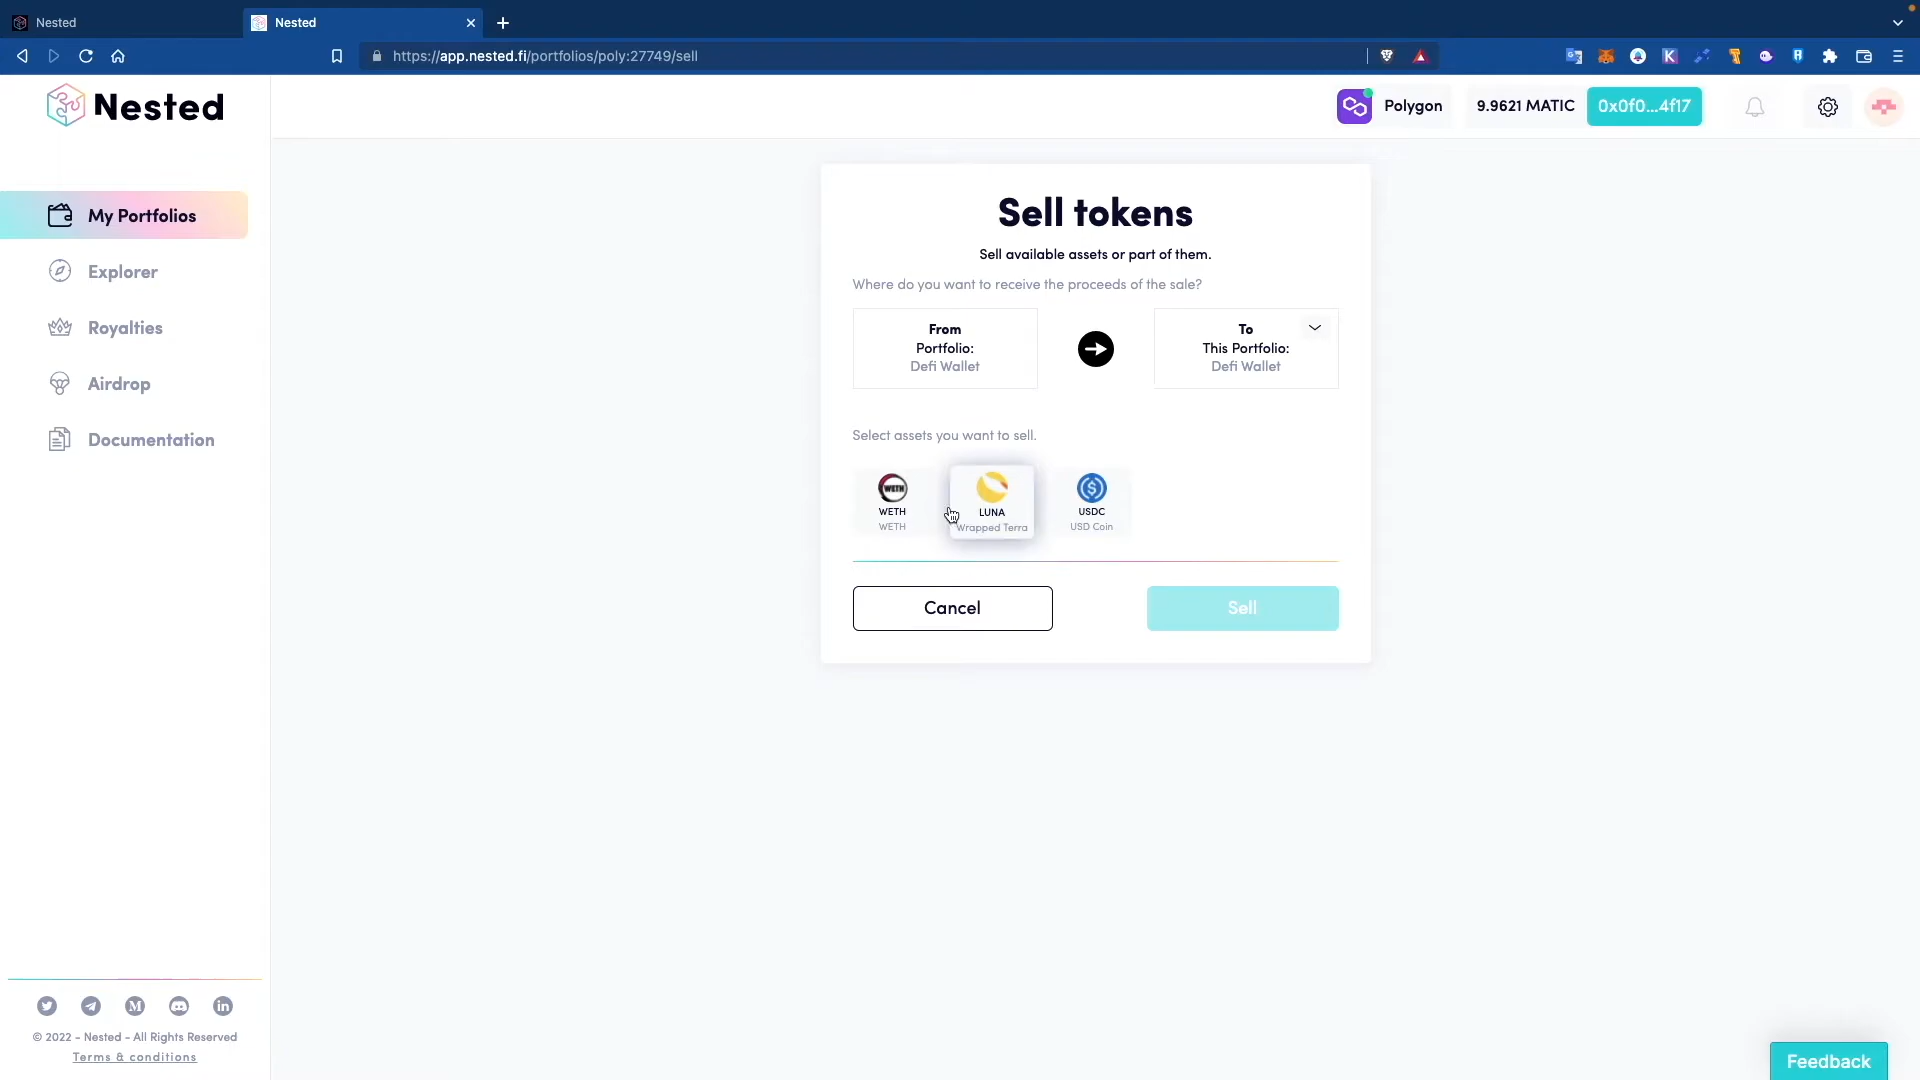 Nested
Nested
https://app.nested.fi/portfolios/poly:27749/sell
Nested
Polygon
9.9621 MATIC
0x0f0...4f17
My Portfolios
Explorer
Royalties
Airdrop
Documentation
Sell tokens
Sell available assets or part of them.
Where do you want to receive the proceeds of the sale?
From
Portfolio:
Defi Wallet
To
This Portfolio:
Defi Wallet
Select assets you want to sell.
WETH
WETH
WETH
LUNA
Wrapped Terra
USDC
USD Coin
Cancel
Sell
© 2022 - Nested - All Rights Reserved
Terms & conditions
Feedback